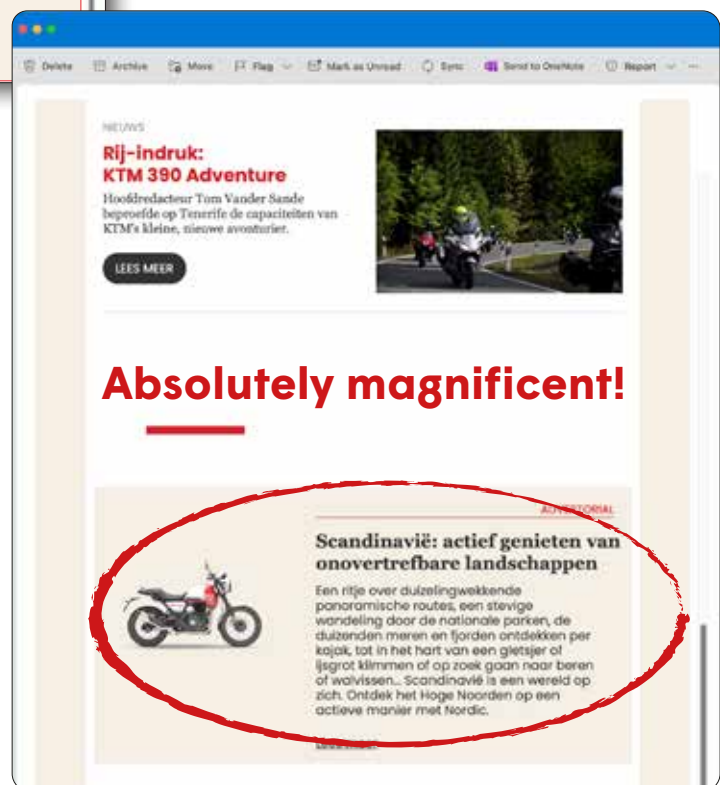 Delete Archive Move Flag Mark as Unread Sync Send to OneNote Report
NIEUWS
Rij-indruk:
KTM 390 Adventure
Hoofdredacteur Tom Vander Sande
beproefde op Tenerife de capaciteiten van
KTM's kleine, nieuwe avonturier.
LEES MEER
Absolutely magnificent!
ADVERTORIAL
Scandinavië: actief genieten van
onovertrefbare landschappen
Een ritje over duizelingwekkende
panoramische routes, een stevige
wandeling door de nationale parken, de
duizenden meren en fjorden ontdekken per
kajak, tot in het hart van een gletsjer of
ijsgrot klimmen of op zoek gaan naar beren
of walvissen... Scandinavië is een wereld op
zich. Ontdek het Hoge Noorden op een
actieve manier met Nordic.